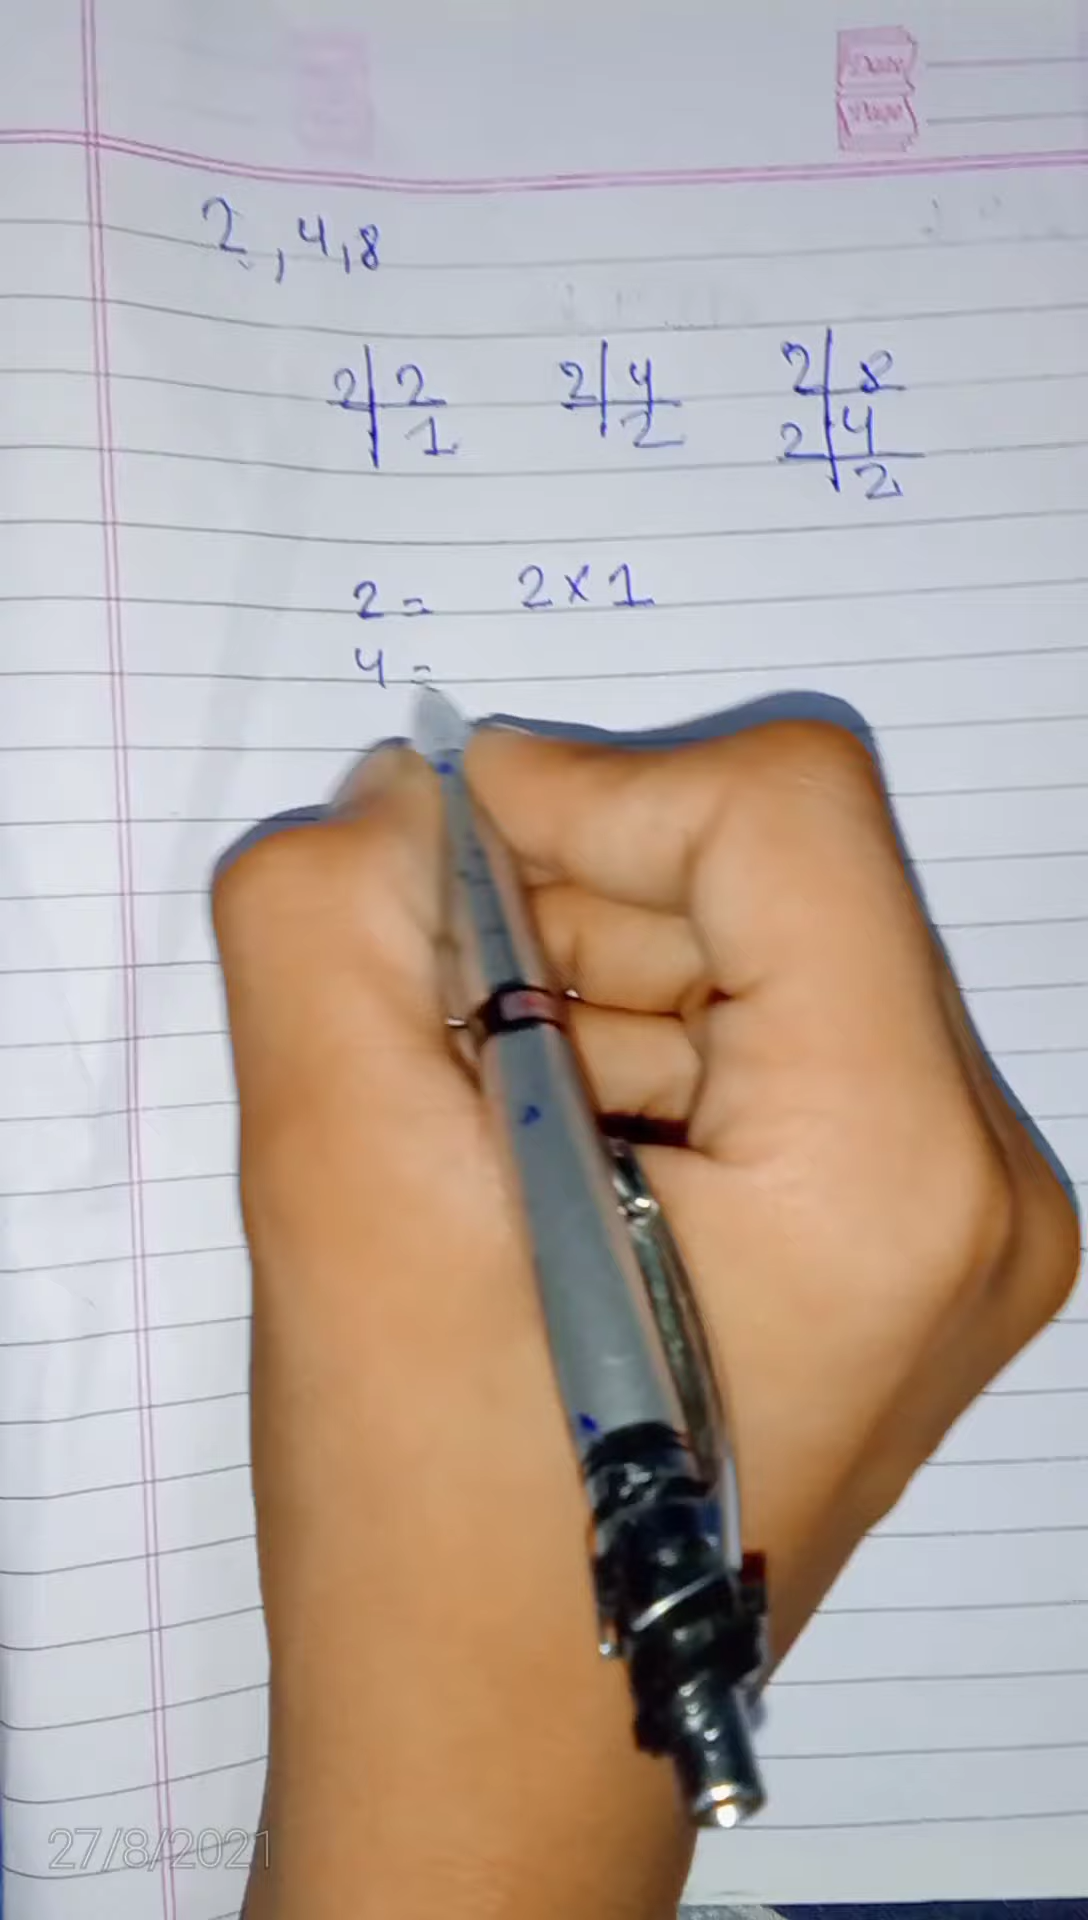 2, 4, 8
2 2 2 4 2 8
1 2 2 4
2
2 = 2 × 1
4 =
27/8/2021